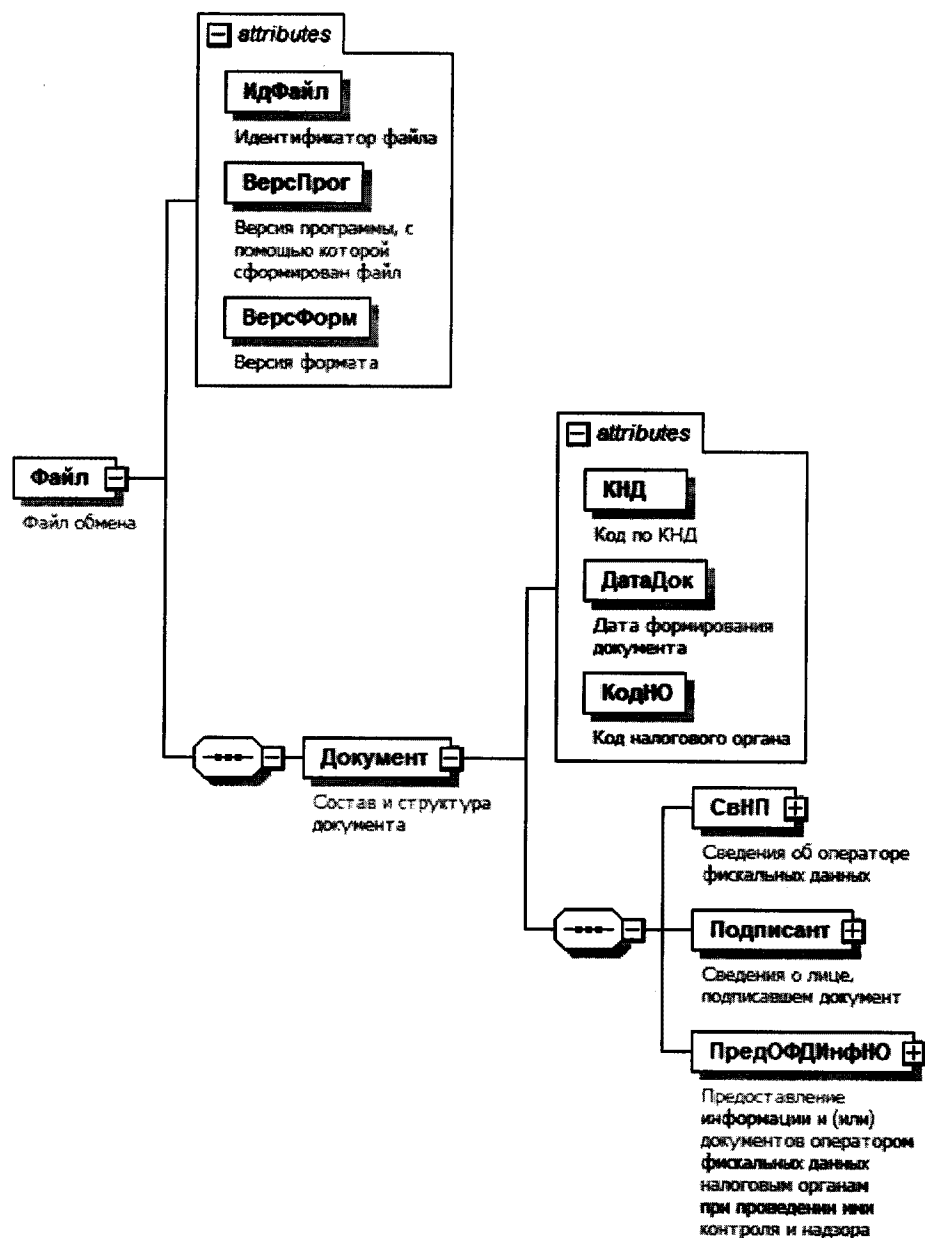 attributes
ИдФайл
Идентификатор файла
ВерсПрог
Версия программы, с
помощью которой
сформирован файл
ВерсФорм
Версия формата
Файл
Файл обмена
attributes
КНД
Код по КНД
ДатаДок
Дата формирования
документа
КодНО
Код налогового органа
Документ
Состав и структура
документа
СвНП
Сведения об операторе
фискальных данных
Подписант
Сведения о лице,
подписавшем документ
ПредОФДИнфНО
Предоставление
информации и (или)
документов оператором
фискальных данных
налоговым органам
при проведении ими
контроля и надзора